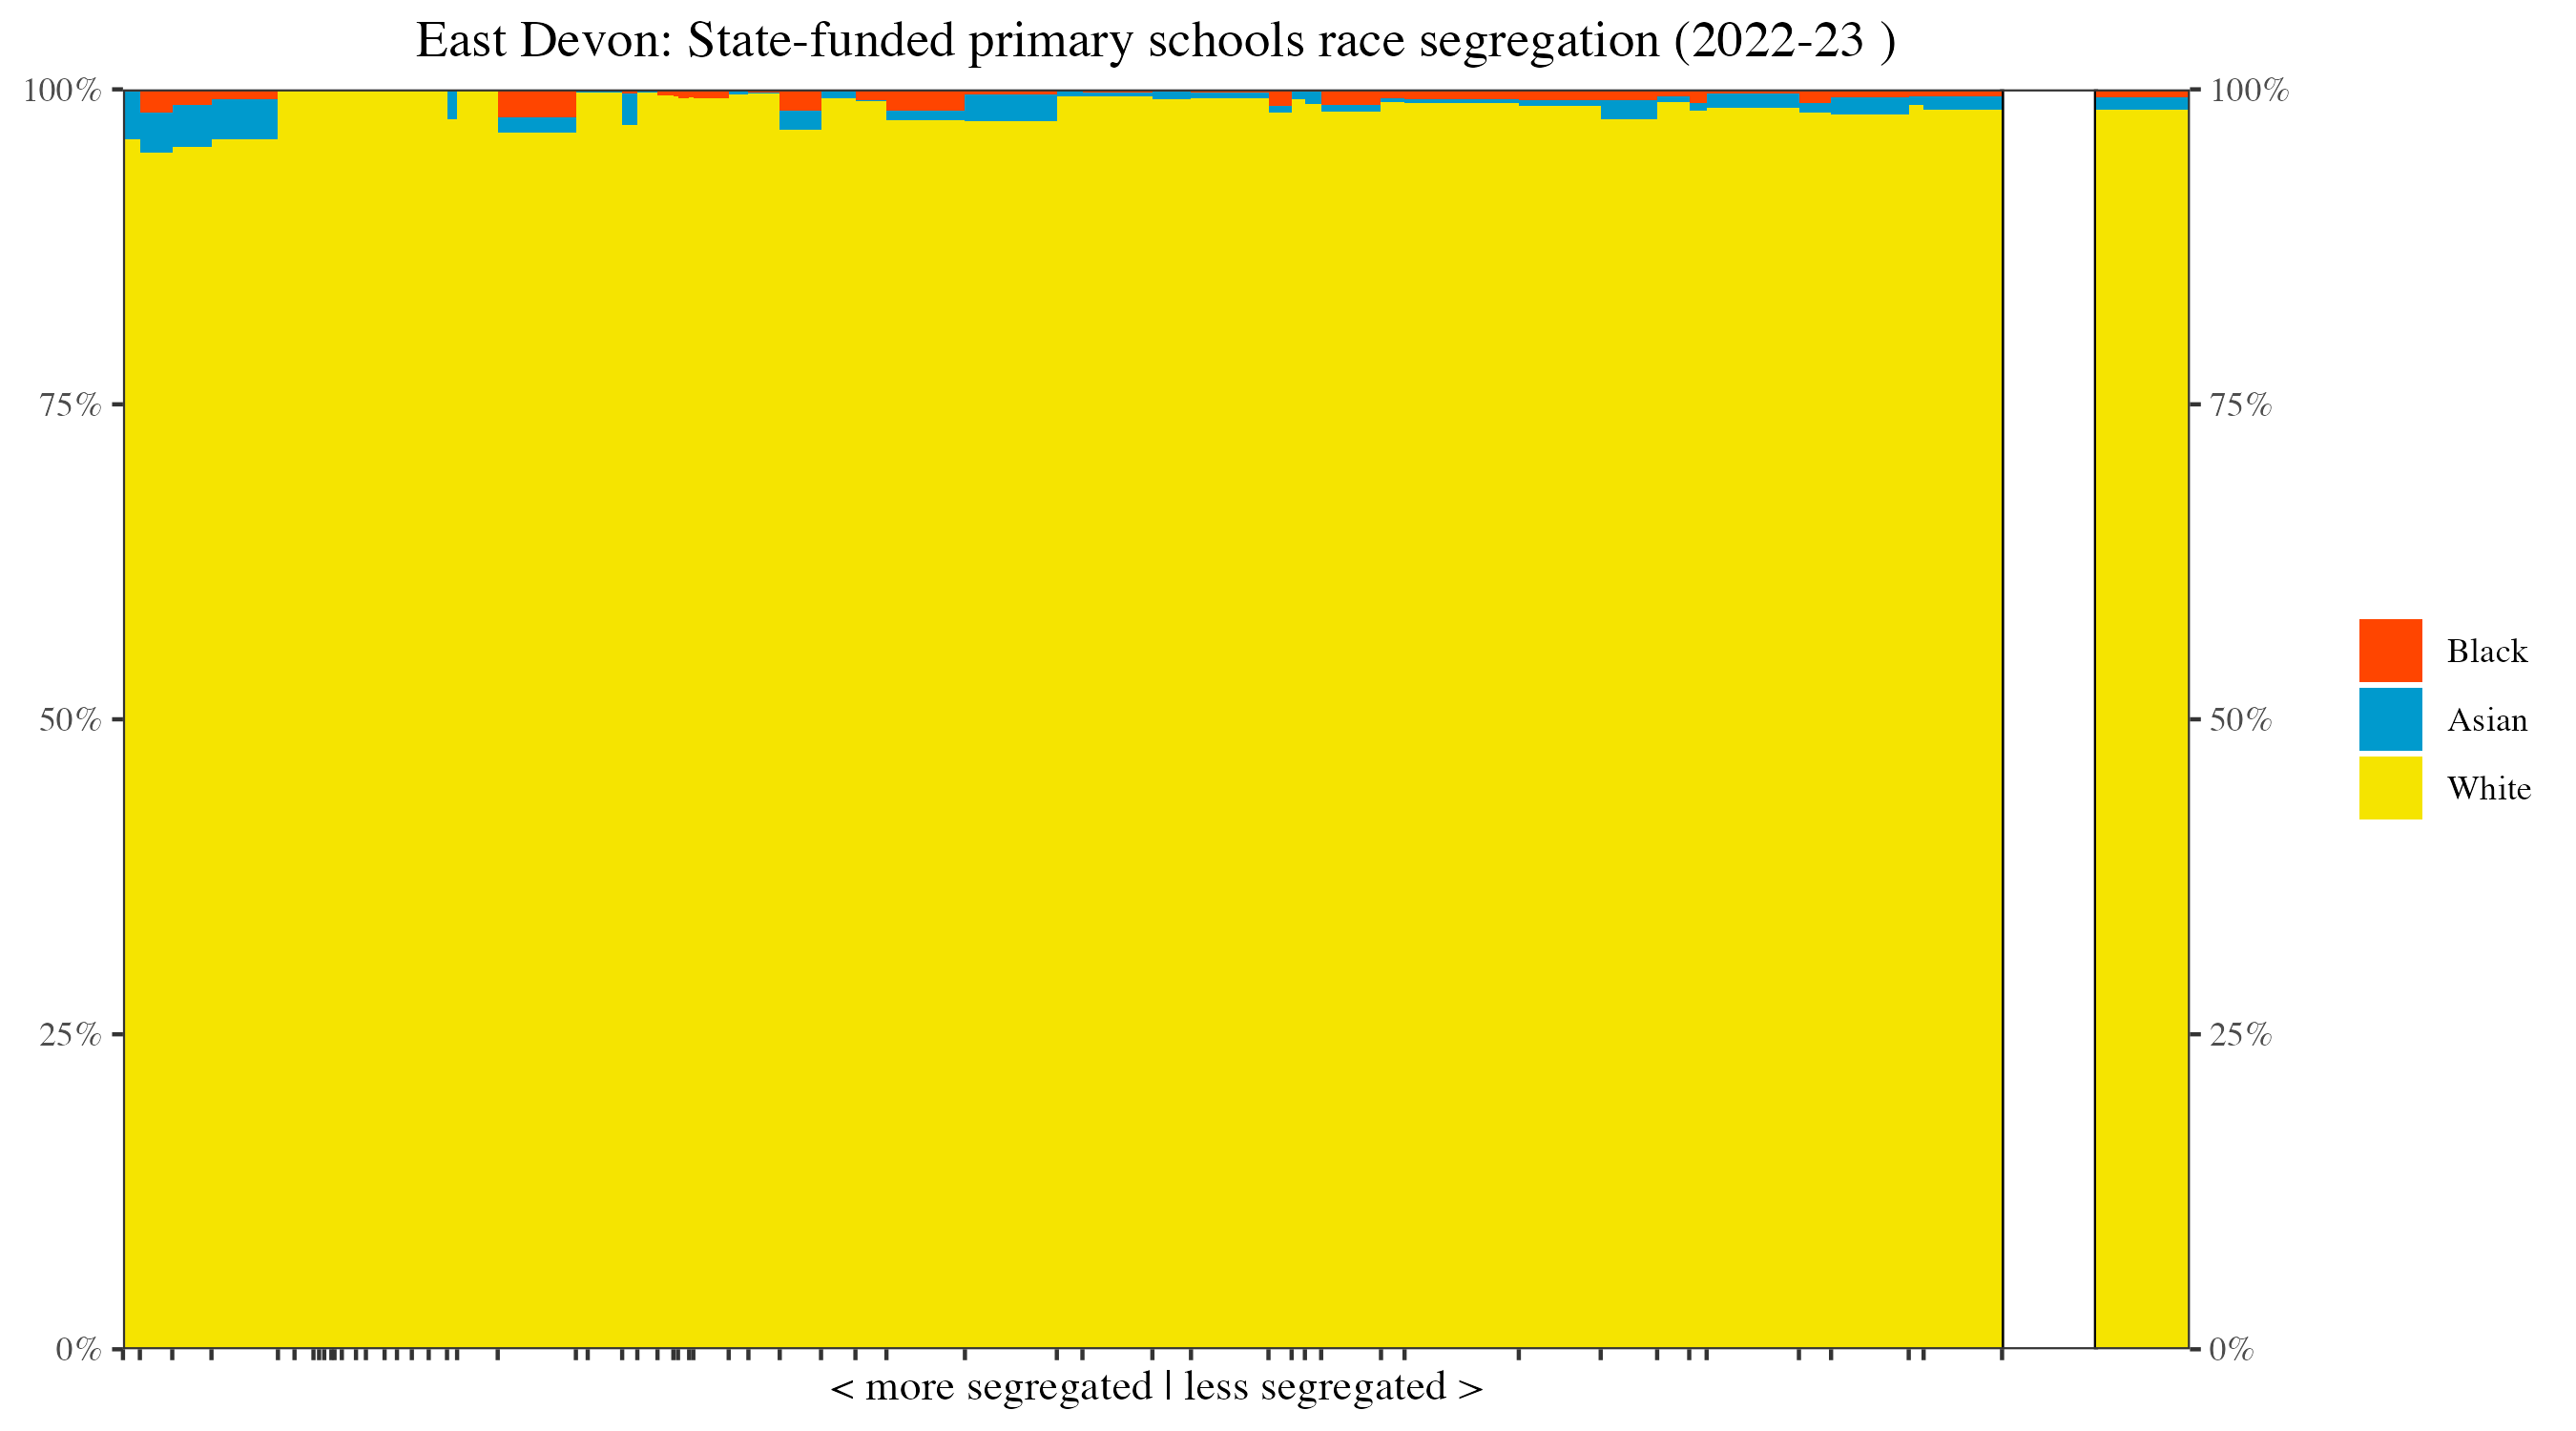 East Devon: State-funded primary schools race segregation (2022-23 )
100%
75%
50%
25%
0%
100%
75%
50%
25%
0%
Black
Asian
White
< more segregated | less segregated >